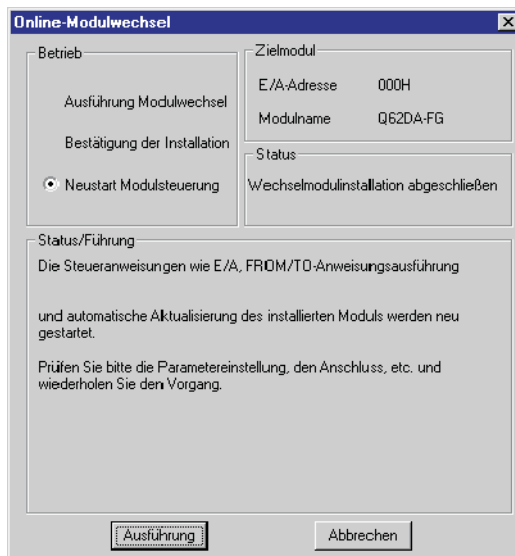 Online-Modulwechsel
Betrieb
Ausführung Modulwechsel
Bestätigung der Installation
Neustart Modulsteuerung
Zielmodul
E/A-Adresse 000H
Modulname Q62DA-FG
Status
Wechselmodulinstallation abgeschließen
Status/Führung
Die Steueranweisungen wie E/A, FROM/TO-Anweisungsausführung
und automatische Aktualisierung des installierten Moduls werden neu
gestartet.
Prüfen Sie bitte die Parametereinstellung, den Anschluss, etc. und
wiederholen Sie den Vorgang.
Ausführung
Abbrechen